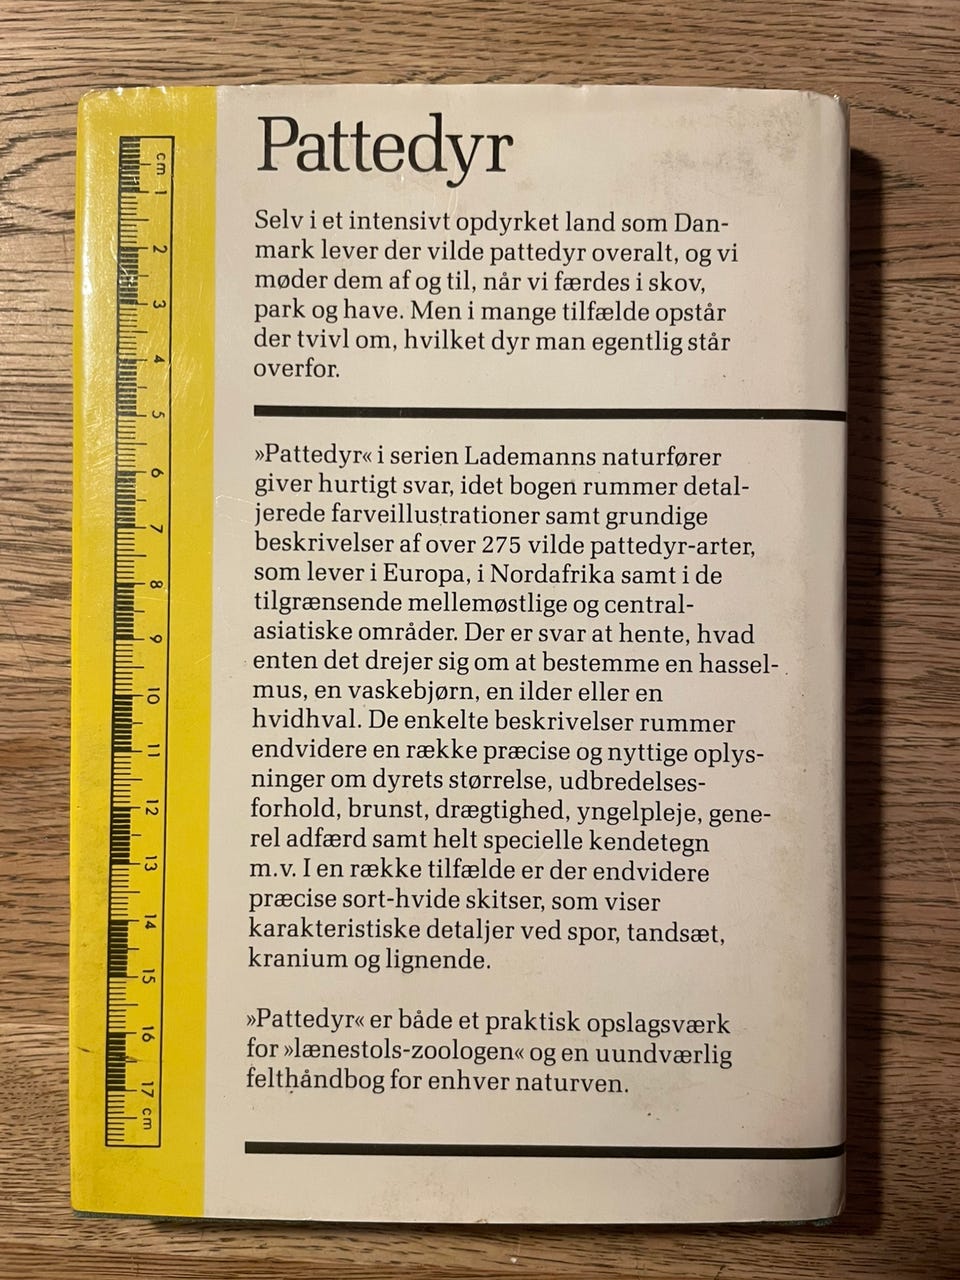 Pattedyr
Selv i et intensivt opdyrket land som Dan-
mark lever der vilde pattedyr overalt, og vi
møder dem af og til, når vi færdes i skov,
park og have. Men i mange tilfælde opstår
der tvivl om, hvilket dyr man egentlig står
overfor.
»Pattedyr« i serien Lademanns naturfører
giver hurtigt svar, idet bogen rummer detal-
jerede farveillustrationer samt grundige
beskrivelser af over 275 vilde pattedyr-arter,
som lever i Europa, i Nordafrika samt i de
tilgrænsende mellemøstlige og central-
asiatiske områder. Der er svar at hente, hvad
enten det drejer sig om at bestemme en hassel-
mus, en vaskebjørn, en ilder eller en
hvidhval. De enkelte beskrivelser rummer
endvidere en række præcise og nyttige oplys-
ninger om dyrets størrelse, udbredelses-
forhold, brunst, drægtighed, yngelpleje, gene-
rel adfærd samt helt specielle kendetegn
m.v. I en række tilfælde er der endvidere
præcise sort-hvide skitser, som viser
karakteristiske detaljer ved spor, tandsæt,
kranium og lignende.
»Pattedyr« er både et praktisk opslagsværk
for »lænestols-zoologen« og en uundværlig
felthåndbog for enhver naturven.
cm 1 2 3 4 5 6 7 8 9 10 11 12 13 14 15 16 17 cm